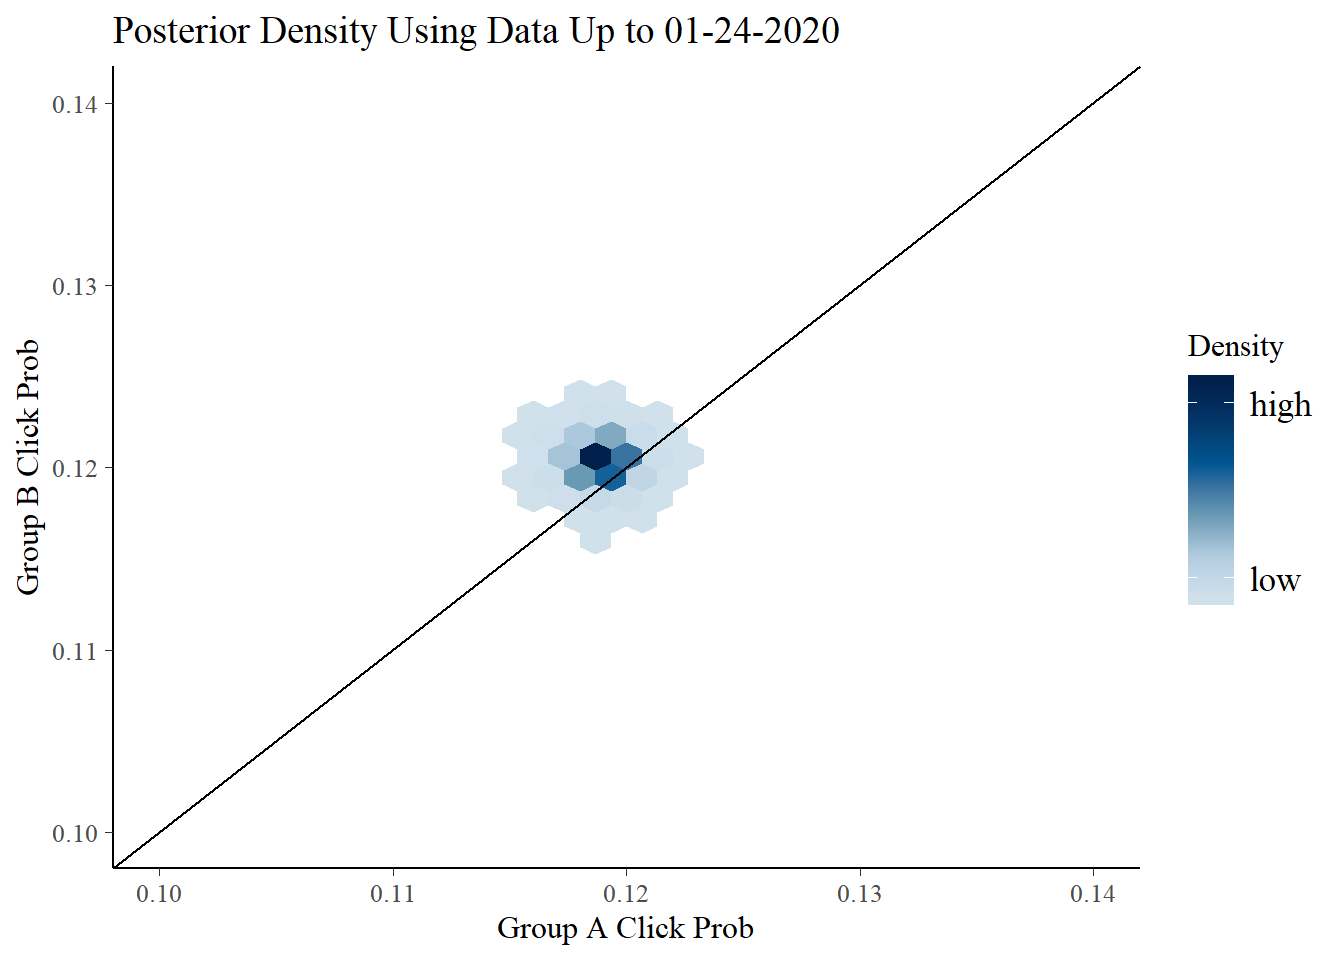 Posterior Density Using Data Up to 01-24-2020
0.14
0.13
0.12
0.11
0.10
Group B Click Prob
0.10 0.11 0.12 0.13 0.14
Group A Click Prob
Density
high
low